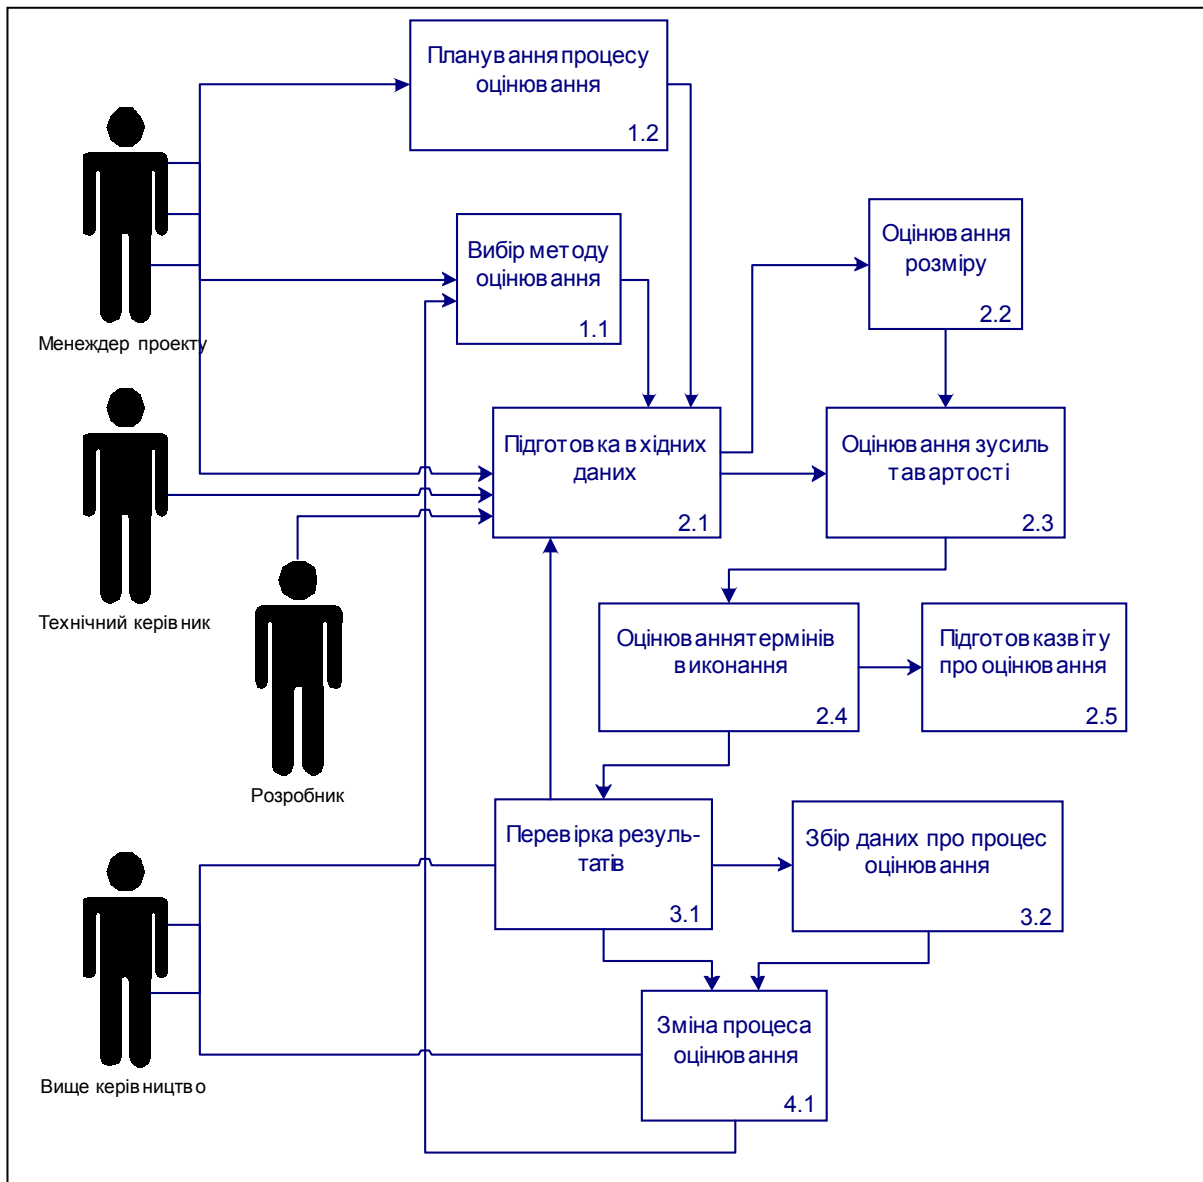 Планування процесу
оцінювання
1.2
Вибір методу
оцінювання
1.1
Оцінювання
розміру
2.2
Менеждер проекту
Підготовка вхідних
даних
2.1
Оцінювання зусиль
тавартості
2.3
Технічний керівник
Оцінювання термінів
виконання
2.4
Підготовка звіту
про оцінювання
2.5
Розробник
Перевірка резуль-
татів
3.1
Збір даних про процес
оцінювання
3.2
Вище керівництво
Зміна процеса
оцінювання
4.1